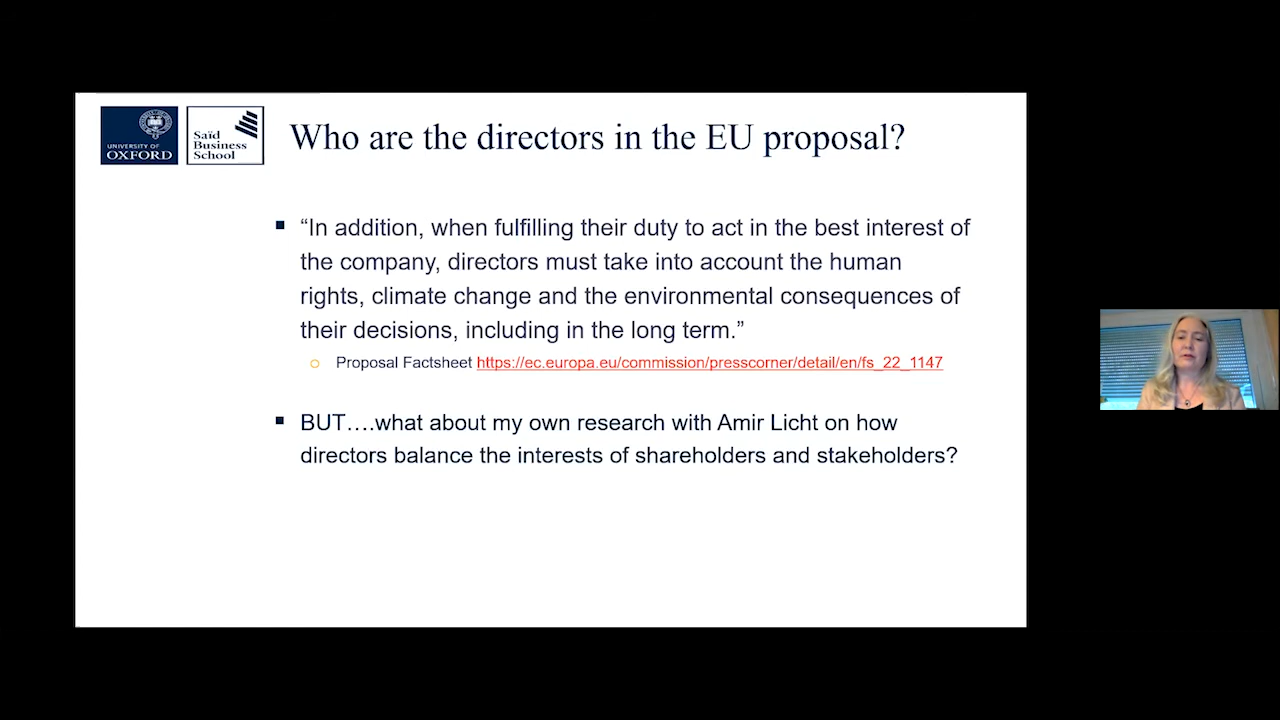 UNIVERSITY OF
OXFORD
Saïd
Business
School
Who are the directors in the EU proposal?
“In addition, when fulfilling their duty to act in the best interest of
the company, directors must take into account the human
rights, climate change and the environmental consequences of
their decisions, including in the long term.”
Proposal Factsheet https://ec.europa.eu/commission/presscorner/detail/en/fs_22_1147
BUT….what about my own research with Amir Licht on how
directors balance the interests of shareholders and stakeholders?